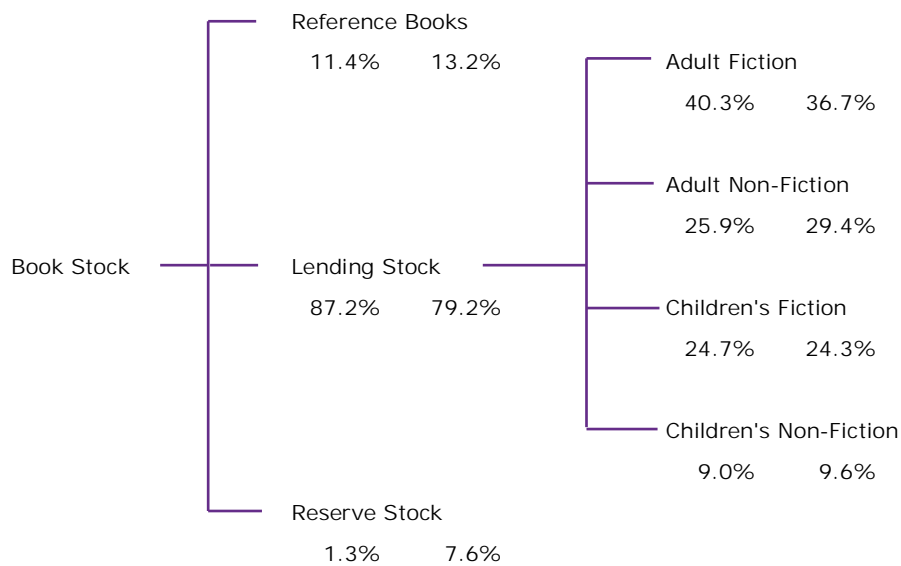 Reference Books
11.4% 13.2%
Adult Fiction
40.3% 36.7%
Adult Non-Fiction
25.9% 29.4%
Book Stock
Lending Stock
87.2% 79.2%
Children's Fiction
24.7% 24.3%
Children's Non-Fiction
9.0% 9.6%
Reserve Stock
1.3% 7.6%